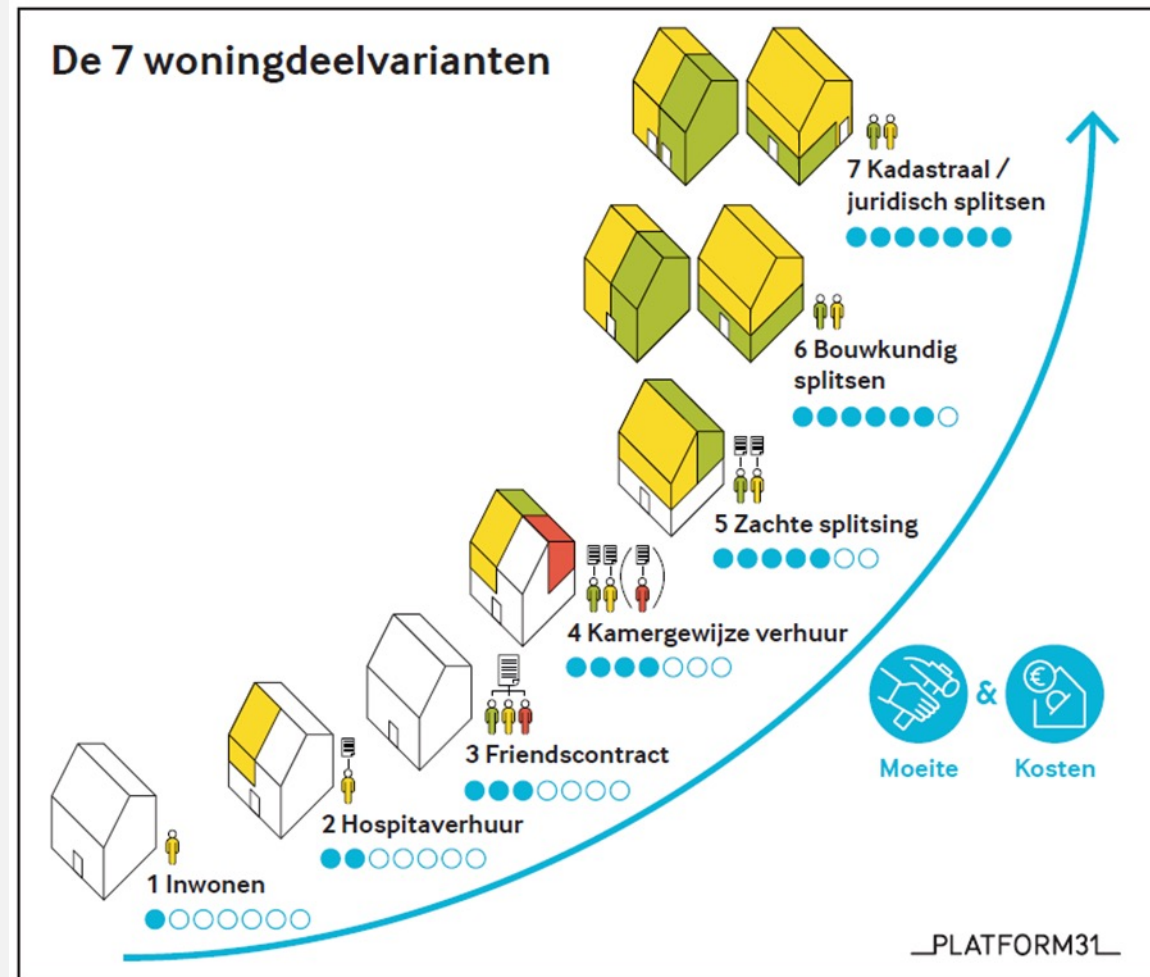 De 7 woningdeelvarianten
7 Kadastraal /
juridisch splitsen
6 Bouwkundig
splitsen
5 Zachte splitsing
4 Kamergewijze verhuur
3 Friendscontract
2 Hospitaverhuur
1 Inwonen
€
&
Moeite
Kosten
PLATFORM31